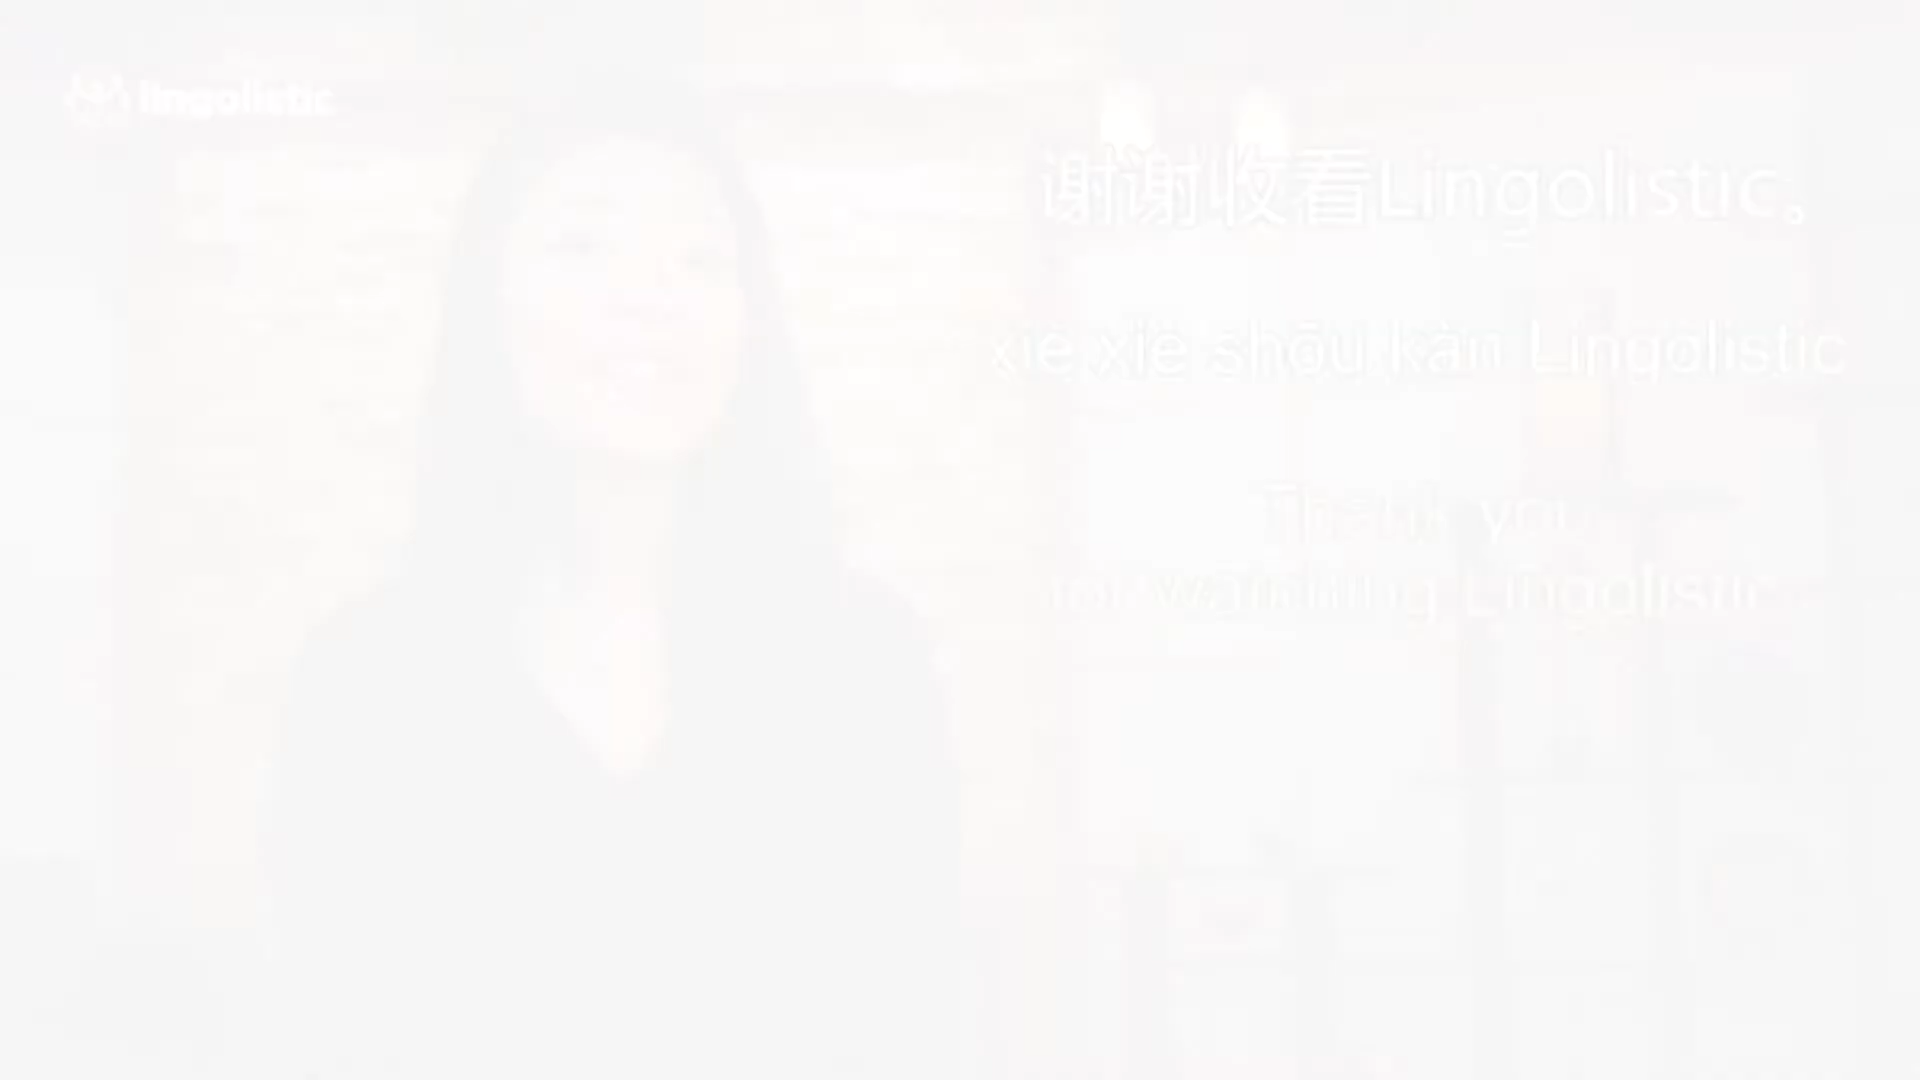 lingolistic
谢谢收看Lingolistic。
xiè xiè shōu kàn Lingolistic
Thank you
for watching Lingolistic